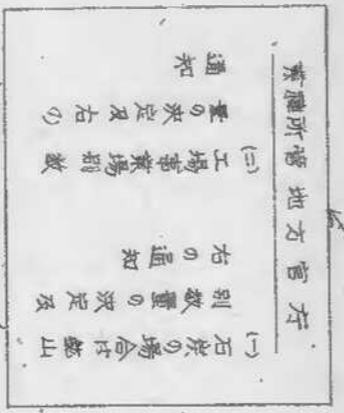 所管地方官庁
(一) 石炭の場合は鉱山
別数量の決定及
右の通知
(二) 工場事業場別数
量の決定及右の
通知